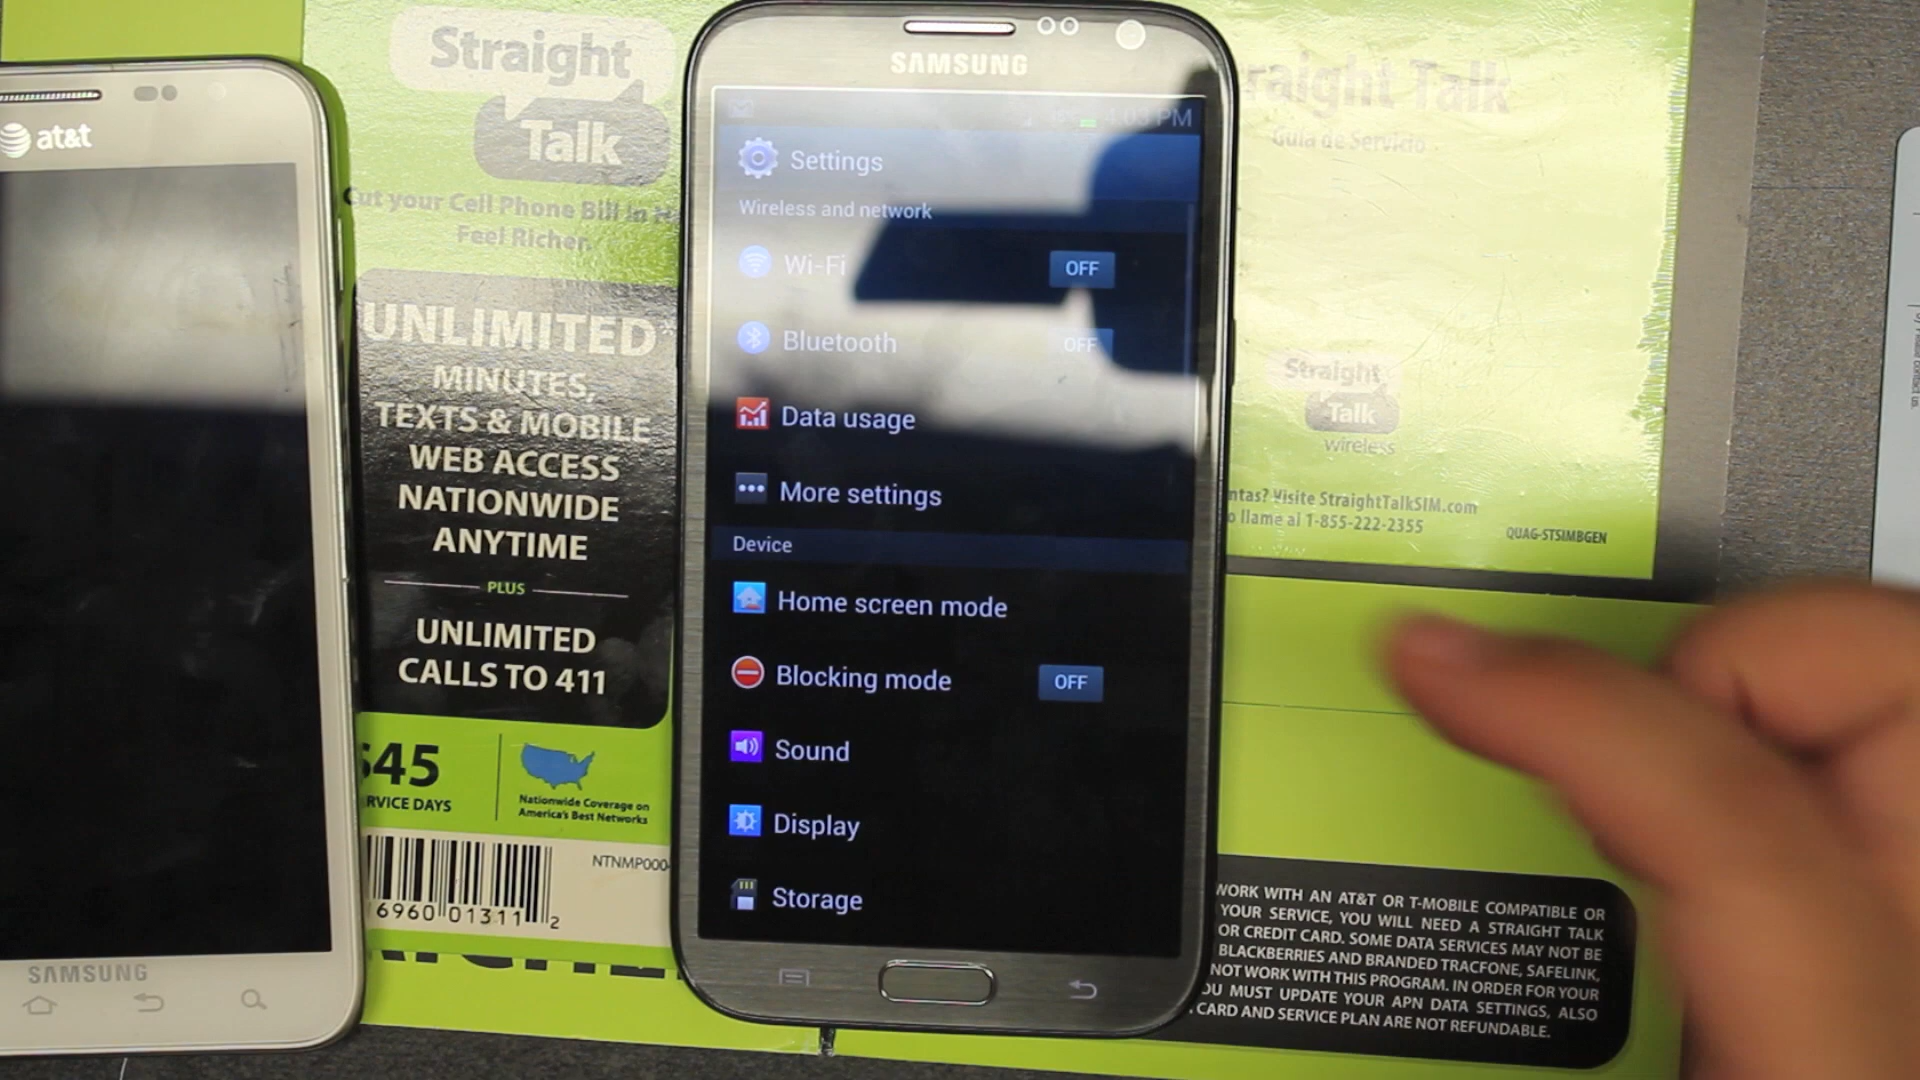 at&t
SAMSUNG
Straight
Talk
Cut your Cell Phone Bill in
Feel Richer.
UNLIMITED*
MINUTES,
TEXTS & MOBILE
WEB ACCESS
NATIONWIDE
ANYTIME
PLUS
UNLIMITED
CALLS TO 411
$45
RVICE DAYS
Nationwide Coverage on
America's Best Networks
NTNMP000
6960 01311 2
SAMSUNG
4:03 PM
Settings
Wireless and network
Wi-Fi OFF
Bluetooth OFF
Data usage
More settings
Device
Home screen mode
Blocking mode OFF
Sound
Display
Storage
raight Talk
Guía de Servicio
Straight
Talk
wireless
ntas? Visite StraightTalkSIM.com
o llame al 1-855-222-2355
QUAG-STSIMBGEN
WORK WITH AN AT&T OR T-MOBILE COMPATIBLE OR
YOUR SERVICE, YOU WILL NEED A STRAIGHT TALK
OR CREDIT CARD. SOME DATA SERVICES MAY NOT BE
BLACKBERRIES AND BRANDED TRACFONE, SAFELINK,
NOT WORK WITH THIS PROGRAM. IN ORDER FOR YOUR
OU MUST UPDATE YOUR APN DATA SETTINGS, ALSO
CARD AND SERVICE PLAN ARE NOT REFUNDABLE.